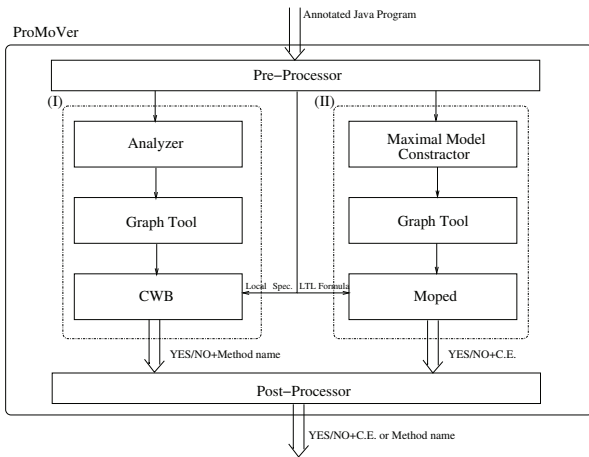 Annotated Java Program
ProMoVer
Pre-Processor
(I)
(II)
Analyzer
Maximal Model
Constractor
Graph Tool
Graph Tool
CWB
Local Spec.
LTL Formula
Moped
YES/NO+Method name
YES/NO+C.E.
Post-Processor
YES/NO+C.E. or Method name